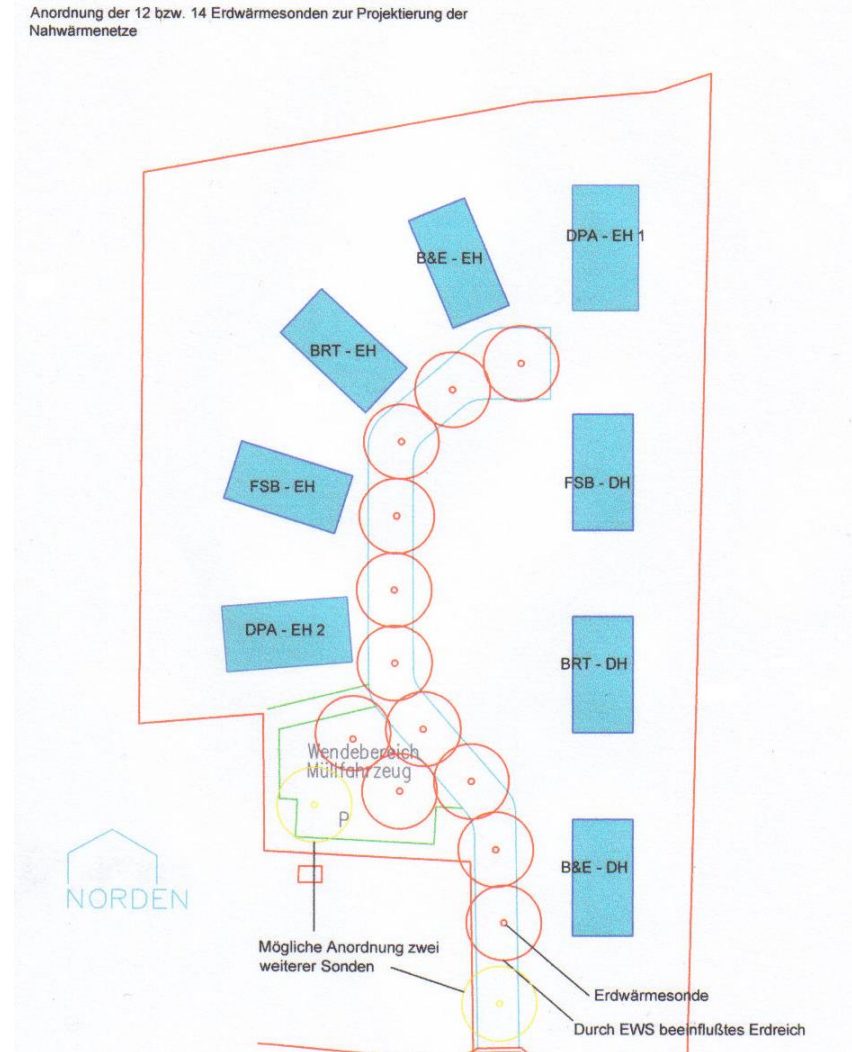 Anordnung der 12 bzw. 14 Erdwärmesonden zur Projektierung der
Nahwärmenetze
DPA - EH 1
B&E - EH
BRT - EH
FSB - EH
FSB - DH
DPA - EH 2
BRT - DH
Wendebereich
Müllfahrzeug
P
B&E - DH
NORDEN
Mögliche Anordnung zwei
weiterer Sonden
Erdwärmesonde
Durch EWS beeinflußtes Erdreich